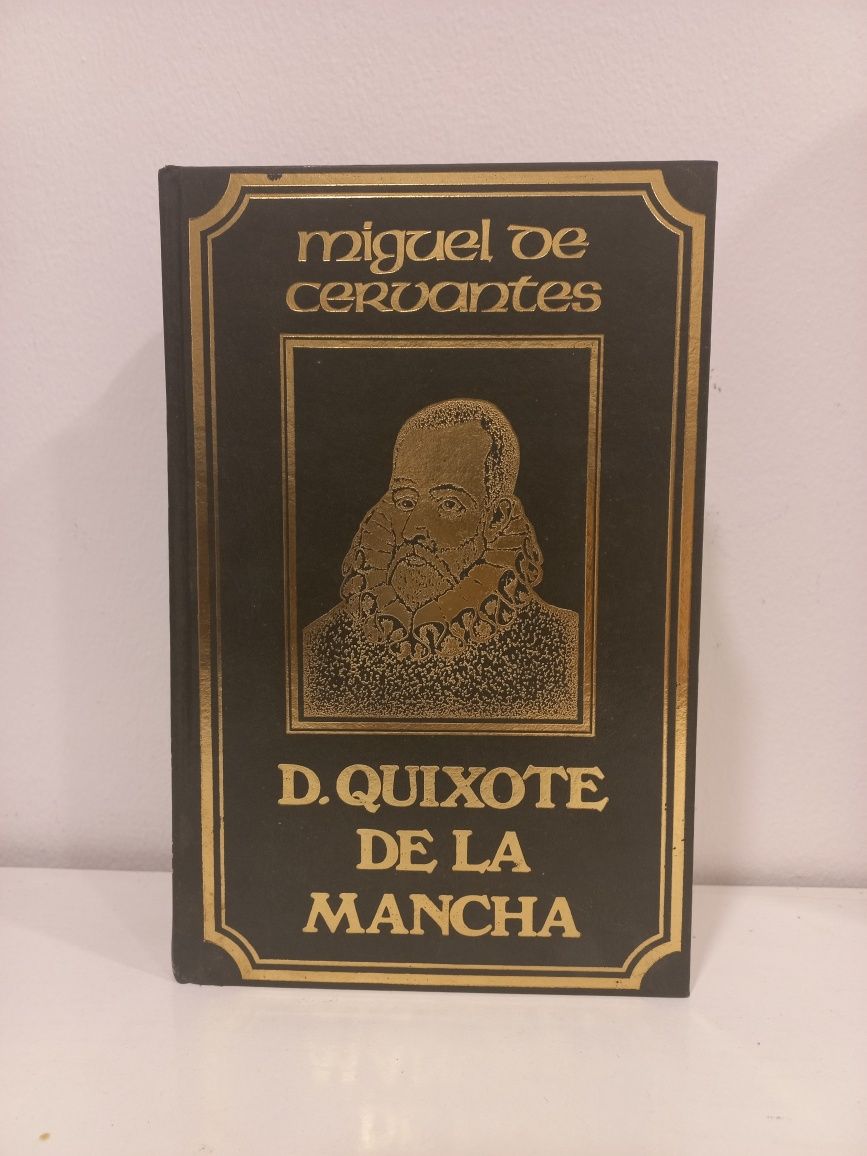 miguel de
cervantes
D. QUIXOTE
DE LA
MANCHA